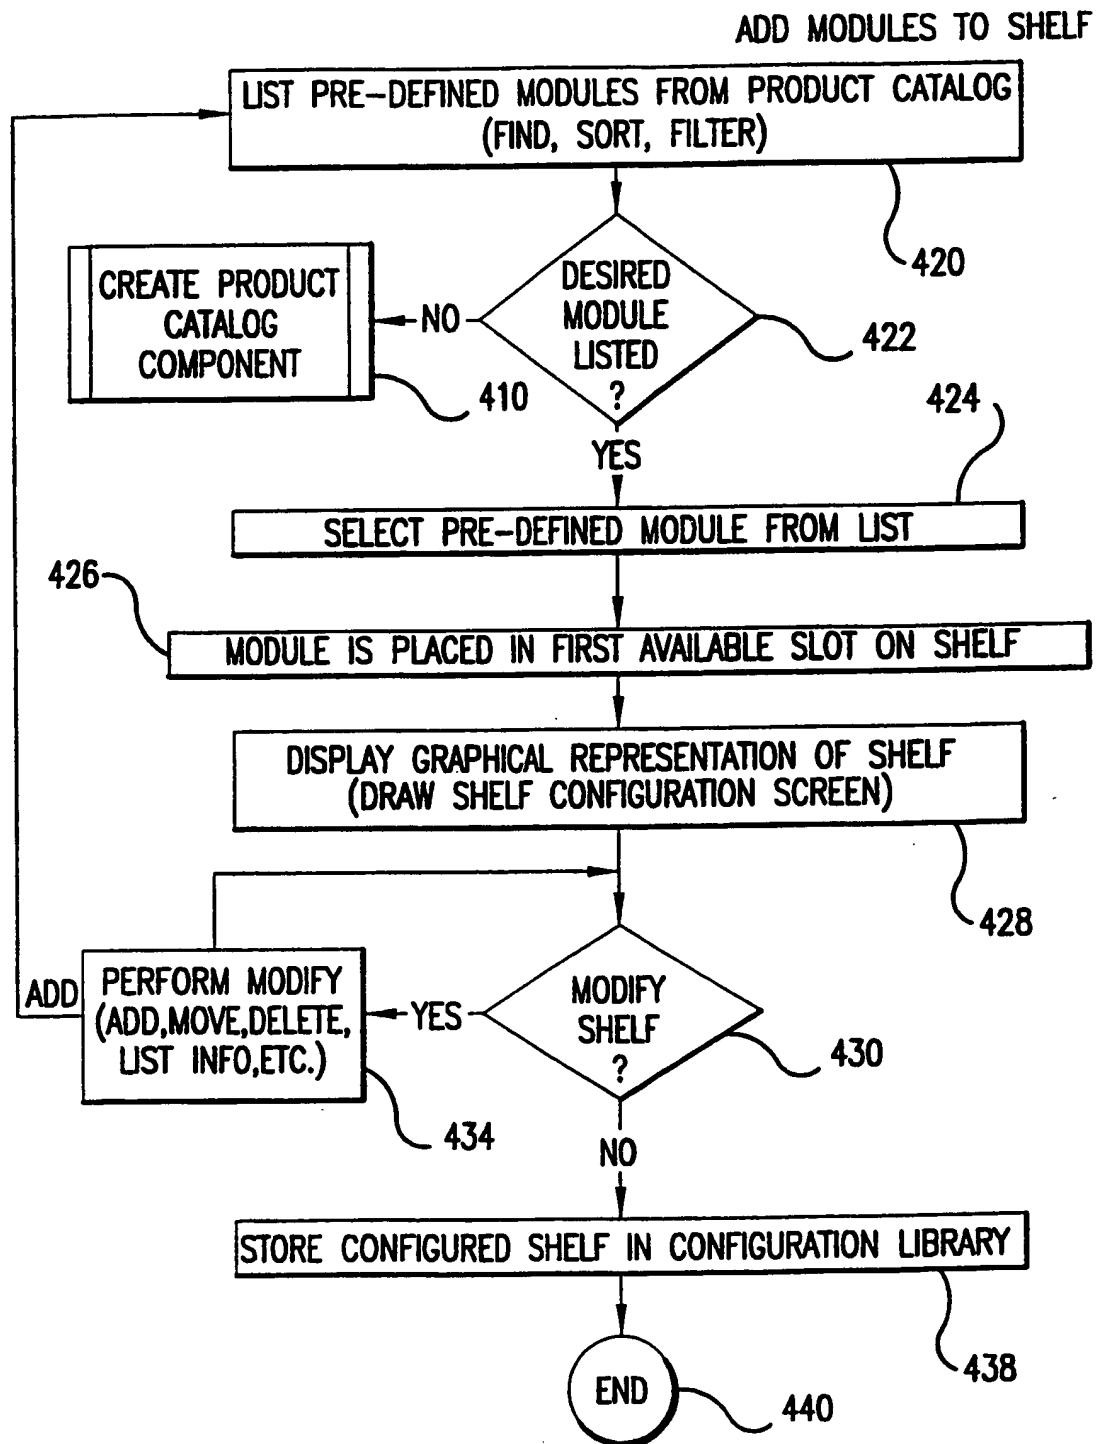 ADD MODULES TO SHELF
LIST PRE-DEFINED MODULES FROM PRODUCT CATALOG
(FIND, SORT, FILTER)
420
DESIRED
MODULE
LISTED
?
422
NO
CREATE PRODUCT
CATALOG
COMPONENT
410
YES
424
SELECT PRE-DEFINED MODULE FROM LIST
426
MODULE IS PLACED IN FIRST AVAILABLE SLOT ON SHELF
DISPLAY GRAPHICAL REPRESENTATION OF SHELF
(DRAW SHELF CONFIGURATION SCREEN)
428
MODIFY
SHELF
?
430
YES
ADD
PERFORM MODIFY
(ADD,MOVE,DELETE,
LIST INFO,ETC.)
434
NO
STORE CONFIGURED SHELF IN CONFIGURATION LIBRARY
438
END
440